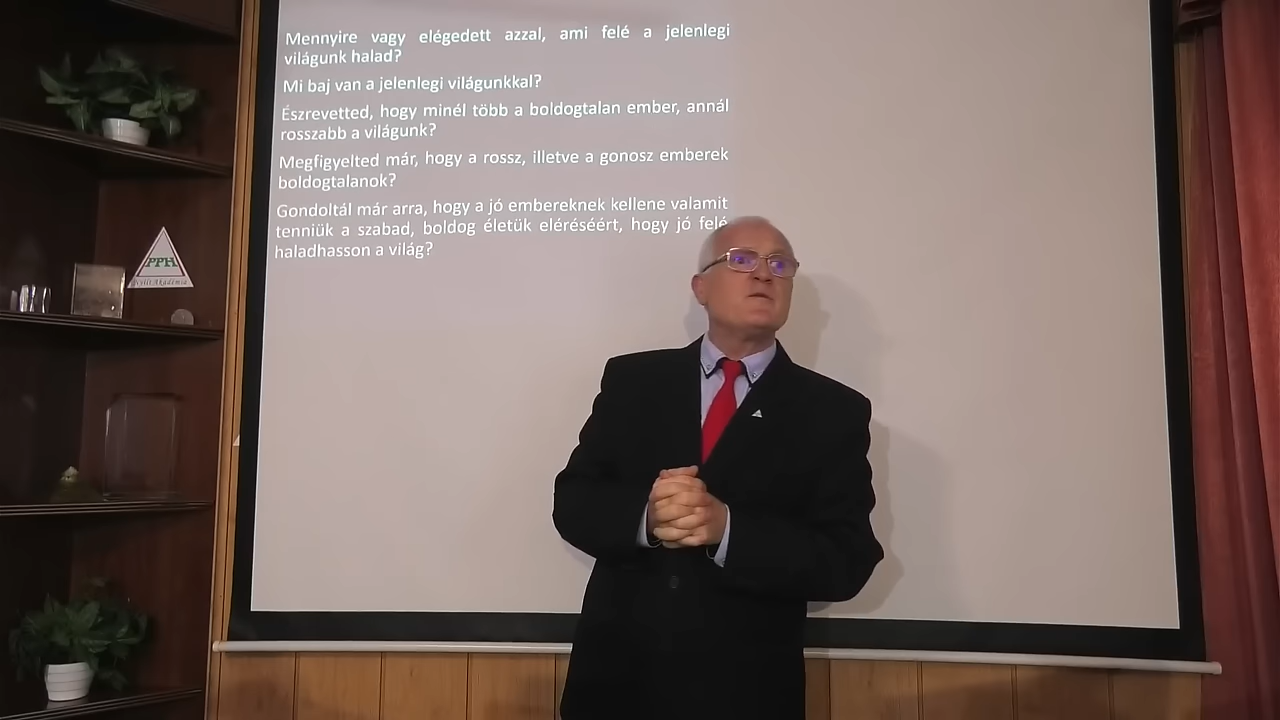 Mennyire vagy elégedett azzal, ami felé a jelenlegi
világunk halad?
Mi baj van a jelenlegi világunkkal?
Észrevetted, hogy minél több a boldogtalan ember, annál
rosszabb a világunk?
Megfigyelted már, hogy a rossz, illetve a gonosz emberek
boldogtalanok?
Gondoltál már arra, hogy a jó embereknek kellene valamit
tenniük a szabad, boldog életük eléréséért, hogy jó felé
haladhasson a világ?
PPH
Nyílt Akadémia